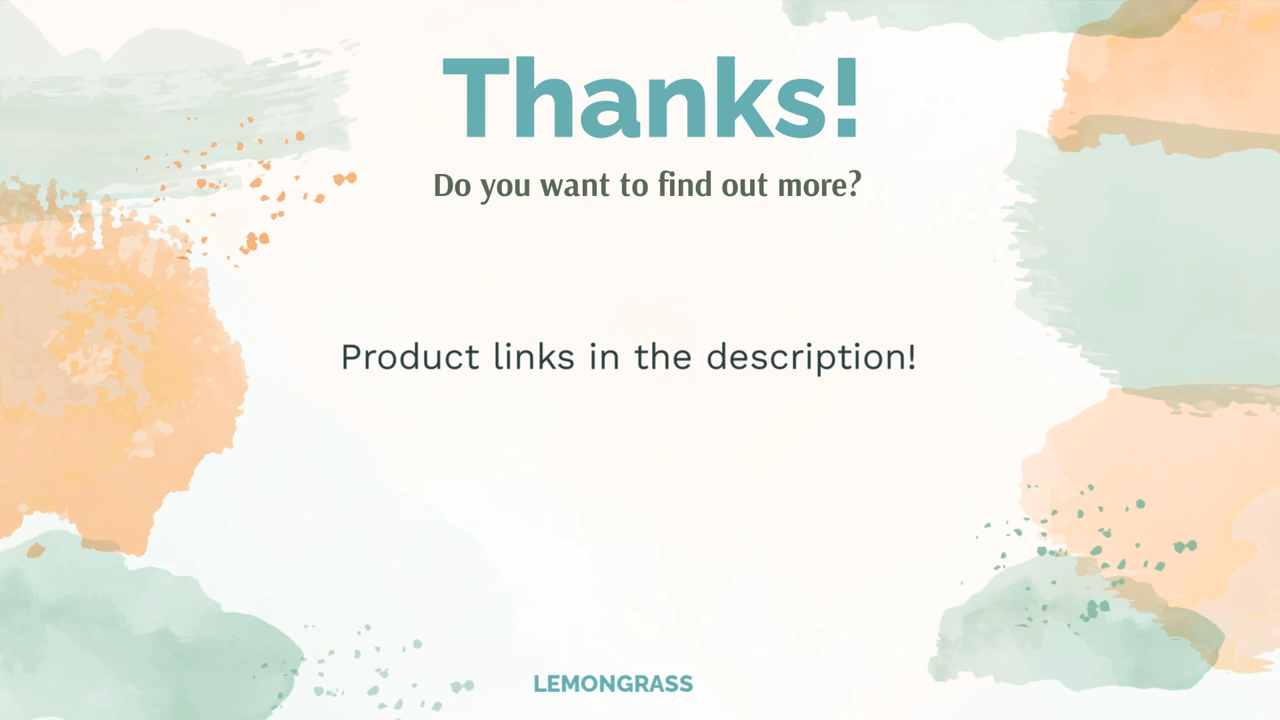 Thanks!
Do you want to find out more?
Product links in the description!
LEMONGRASS